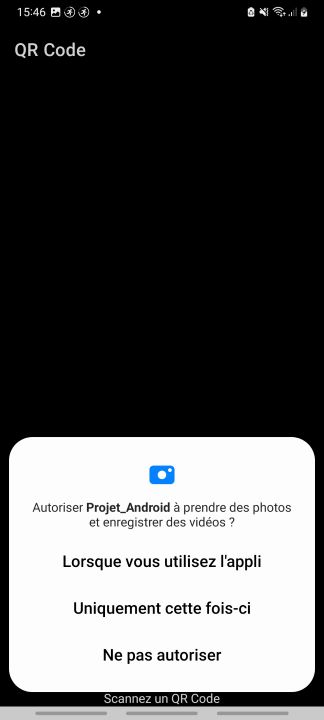 15:46
QR Code
Autoriser Projet_Android à prendre des photos
et enregistrer des vidéos ?
Lorsque vous utilisez l'appli
Uniquement cette fois-ci
Ne pas autoriser
Scannez un QR Code